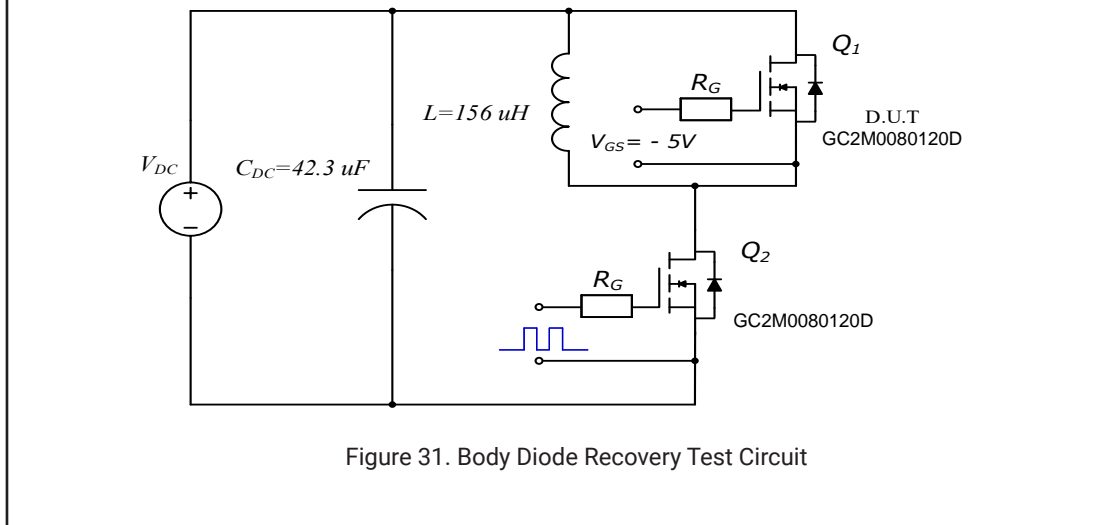 Q1
RG
L=156 uH
D.U.T
GC2M0080120D
VGS= - 5V
VDC
CDC=42.3 uF
+
−
Q2
RG
GC2M0080120D
Figure 31. Body Diode Recovery Test Circuit